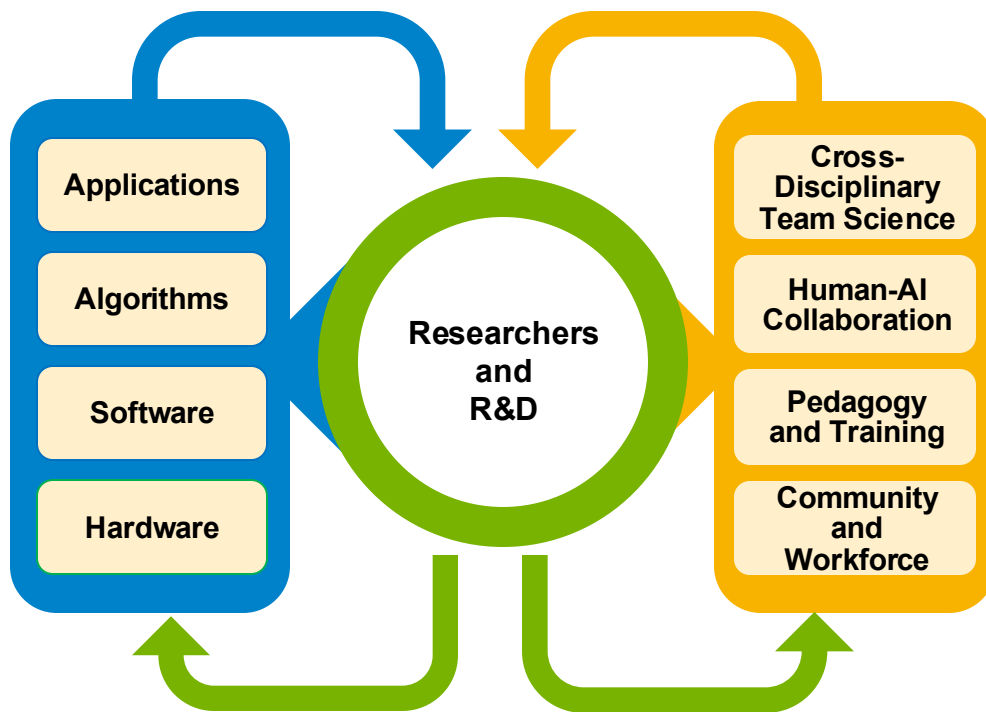 Applications
Algorithms
Software
Hardware
Researchers
and
R&D
Cross-
Disciplinary
Team Science
Human-AI
Collaboration
Pedagogy
and Training
Community
and
Workforce